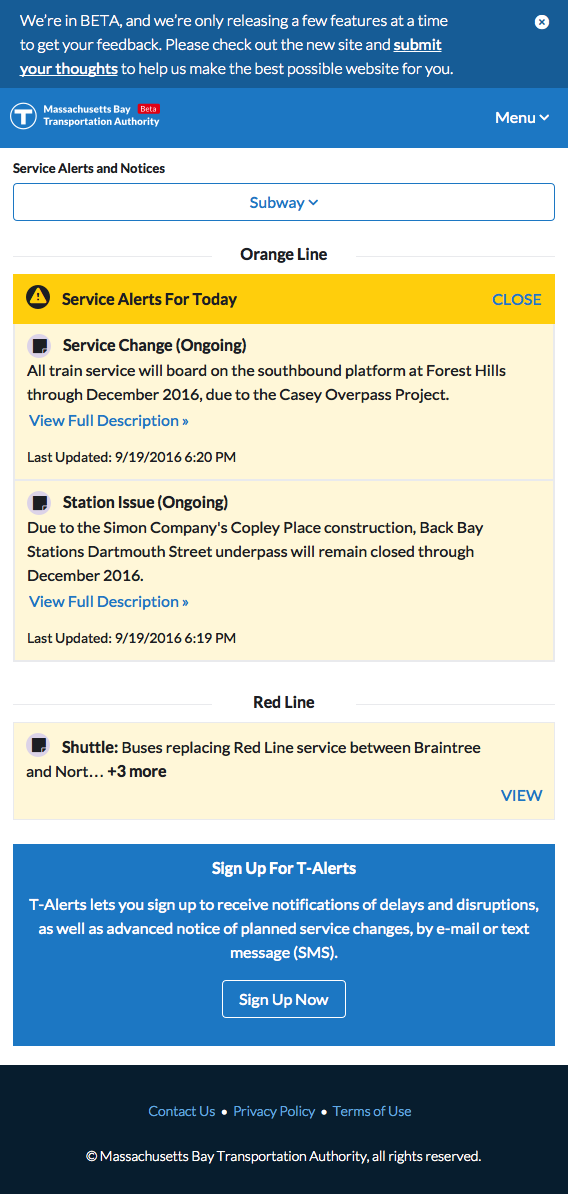 We’re in BETA, and we’re only releasing a few features at a time
to get your feedback. Please check out the new site and submit
your thoughts to help us make the best possible website for you.
Massachusetts Bay Beta
Transportation Authority
T
Menu
Service Alerts and Notices
Subway
Orange Line
Service Alerts For Today
CLOSE
Service Change (Ongoing)
All train service will board on the southbound platform at Forest Hills
through December 2016, due to the Casey Overpass Project.
View Full Description »
Last Updated: 9/19/2016 6:20 PM
Station Issue (Ongoing)
Due to the Simon Company's Copley Place construction, Back Bay
Stations Dartmouth Street underpass will remain closed through
December 2016.
View Full Description »
Last Updated: 9/19/2016 6:19 PM
Red Line
Shuttle: Buses replacing Red Line service between Braintree
and Nort… +3 more
VIEW
Sign Up For T-Alerts
T-Alerts lets you sign up to receive notifications of delays and disruptions,
as well as advanced notice of planned service changes, by e-mail or text
message (SMS).
Sign Up Now
Contact Us • Privacy Policy • Terms of Use
© Massachusetts Bay Transportation Authority, all rights reserved.